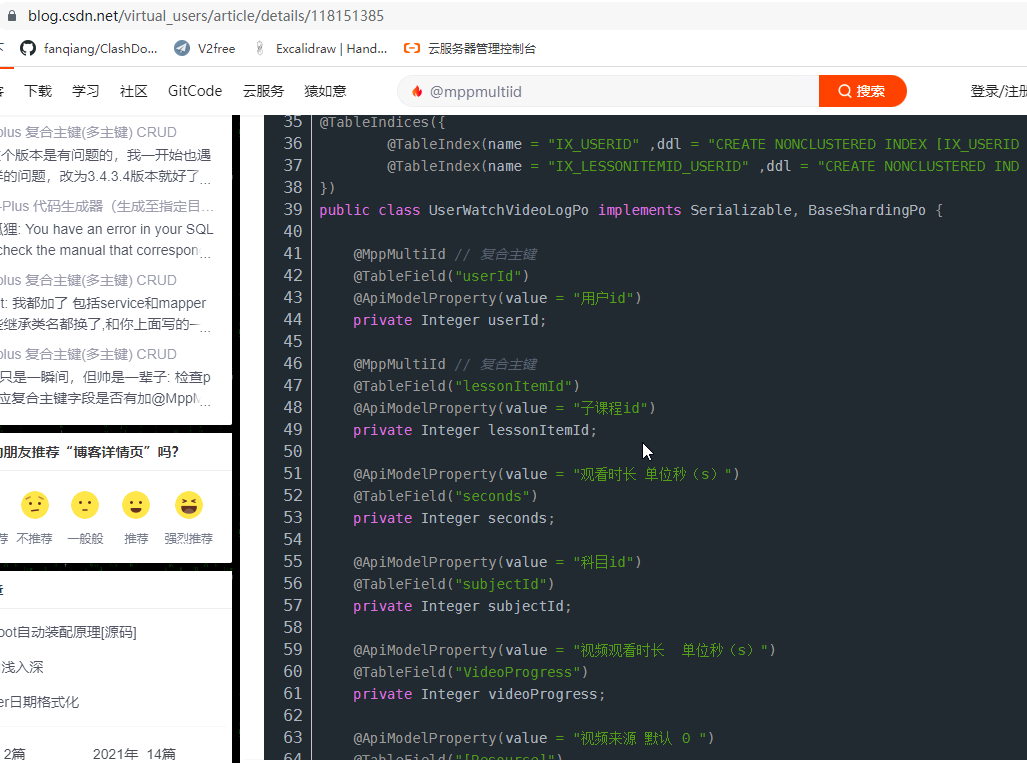 blog.csdn.net/virtual_users/article/details/118151385
fanqiang/ClashDo... V2free Excalidraw | Hand... 云服务器管理控制台
下载 学习 社区 GitCode 云服务 猿如意 @mppmultiid 搜索 登录/注册
plus 复合主键(多主键) CRUD
个版本是有问题的，我一开始也遇
的问题，改为3.4.3.4版本就好了...
-Plus 代码生成器（生成至指定目...
狸: You have an error in your SQL
check the manual that correspon...
plus 复合主键(多主键) CRUD
t: 我都加了 包括service和mapper
继承类名都换了,和你上面写的一...
plus 复合主键(多主键) CRUD
只是一瞬间，但帅是一辈子: 检查p
应复合主键字段是否有加@MppM...
朋友推荐“博客详情页”吗?
荐 不推荐 一般般 推荐 强烈推荐
章
oot自动装配原理[源码]
浅入深
er日期格式化
2篇 2021年 14篇
35 @TableIndices({
36 @TableIndex(name = "IX_USERID" ,ddl = "CREATE NONCLUSTERED INDEX [IX_USERID
37 @TableIndex(name = "IX_LESSONITEMID_USERID" ,ddl = "CREATE NONCLUSTERED IND
38 })
39 public class UserWatchVideoLogPo implements Serializable, BaseShardingPo {
40
41 @MppMultiId // 复合主键
42 @TableField("userId")
43 @ApiModelProperty(value = "用户id")
44 private Integer userId;
45
46 @MppMultiId // 复合主键
47 @TableField("lessonItemId")
48 @ApiModelProperty(value = "子课程id")
49 private Integer lessonItemId;
50
51 @ApiModelProperty(value = "观看时长 单位秒（s）")
52 @TableField("seconds")
53 private Integer seconds;
54
55 @ApiModelProperty(value = "科目id")
56 @TableField("subjectId")
57 private Integer subjectId;
58
59 @ApiModelProperty(value = "视频观看时长  单位秒（s）")
60 @TableField("VideoProgress")
61 private Integer videoProgress;
62
63 @ApiModelProperty(value = "视频来源 默认 0 ")
64 @TableField("[Resourse]")